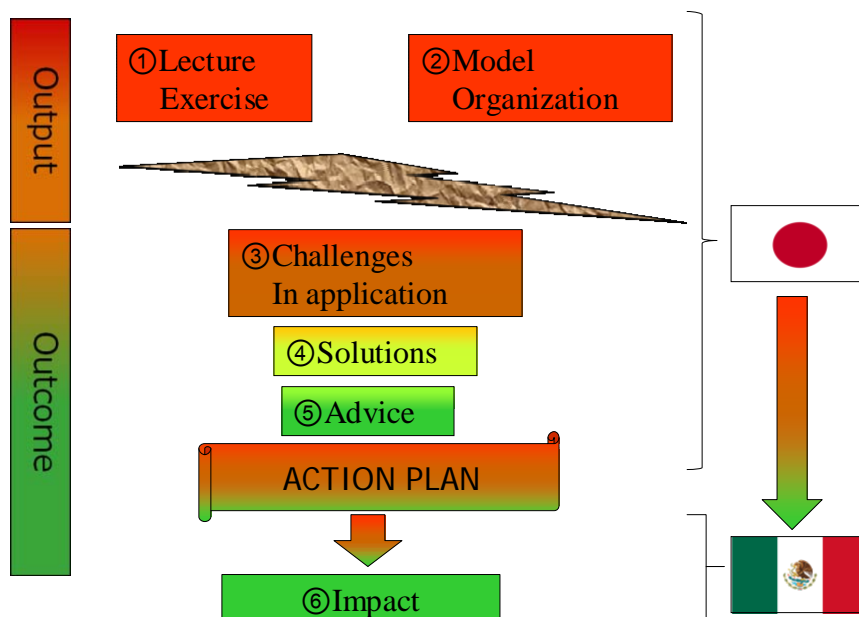 Output
①Lecture
Exercise
②Model
Organization
Outcome
③Challenges
In application
④Solutions
⑤Advice
ACTION PLAN
⑥Impact